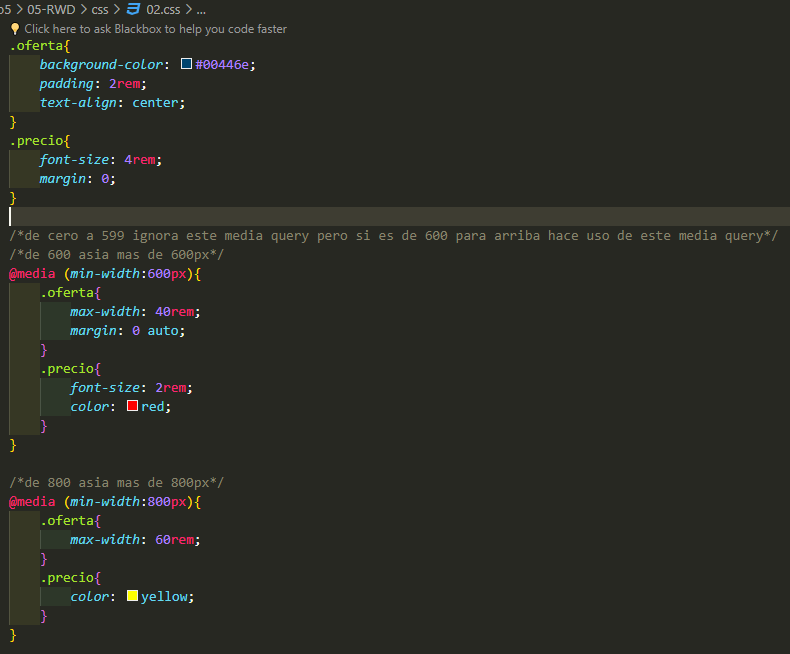 o5 > 05-RWD > css > 02.css > ...
Click here to ask Blackbox to help you code faster
.oferta{
background-color: #00446e;
padding: 2rem;
text-align: center;
}
.precio{
font-size: 4rem;
margin: 0;
}
/*de cero a 599 ignora este media query pero si es de 600 para arriba hace uso de este media query*/
/*de 600 asia mas de 600px*/
@media (min-width:600px){
.oferta{
max-width: 40rem;
margin: 0 auto;
}
.precio{
font-size: 2rem;
color: red;
}
}
/*de 800 asia mas de 800px*/
@media (min-width:800px){
.oferta{
max-width: 60rem;
}
.precio{
color: yellow;
}
}